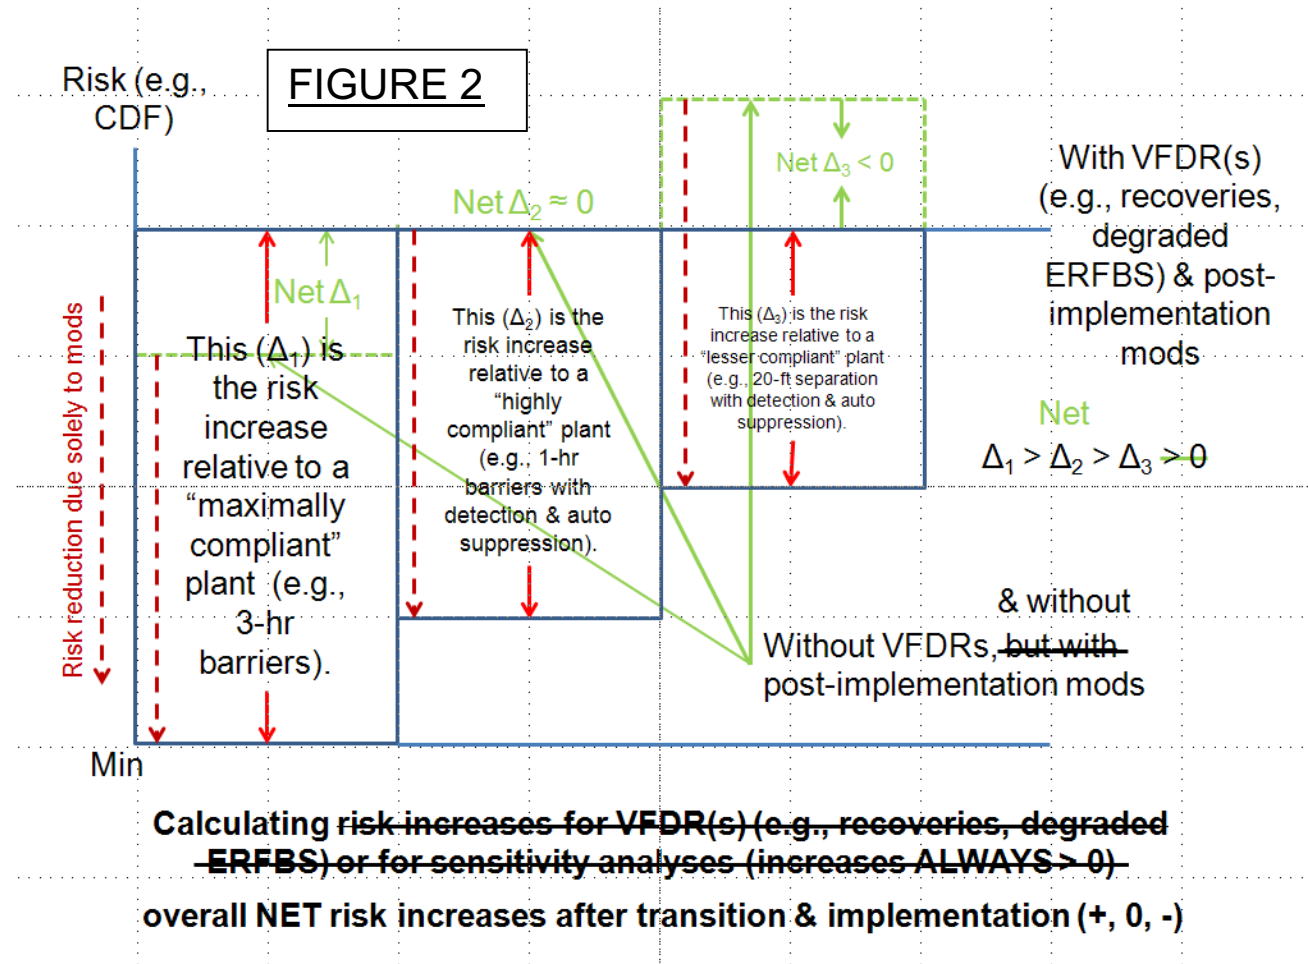 FIGURE 2
Risk (e.g.,
CDF)
Net Δ₃ < 0
Net Δ₂ ≈ 0
With VFDR(s)
(e.g., recoveries,
degraded
ERFBS) & post-
implementation
mods
Net Δ₁
This (Δ₁) is
the risk
increase
relative to a
“maximally
compliant”
plant (e.g.,
3-hr
barriers).
This (Δ₂) is the
risk increase
relative to a
“highly
compliant” plant
(e.g., 1-hr
barriers with
detection & auto
suppression).
This (Δ₃) is the risk
increase relative to a
“lesser compliant” plant
(e.g., 20-ft separation
with detection & auto
suppression).
Risk reduction due solely to mods
Net
Δ₁ > Δ₂ > Δ₃ > 0
& without
Without VFDRs, but with
post-implementation mods
Min
Calculating risk increases for VFDR(s) (e.g., recoveries, degraded
ERFBS) or for sensitivity analyses (increases ALWAYS > 0)
overall NET risk increases after transition & implementation (+, 0, -)